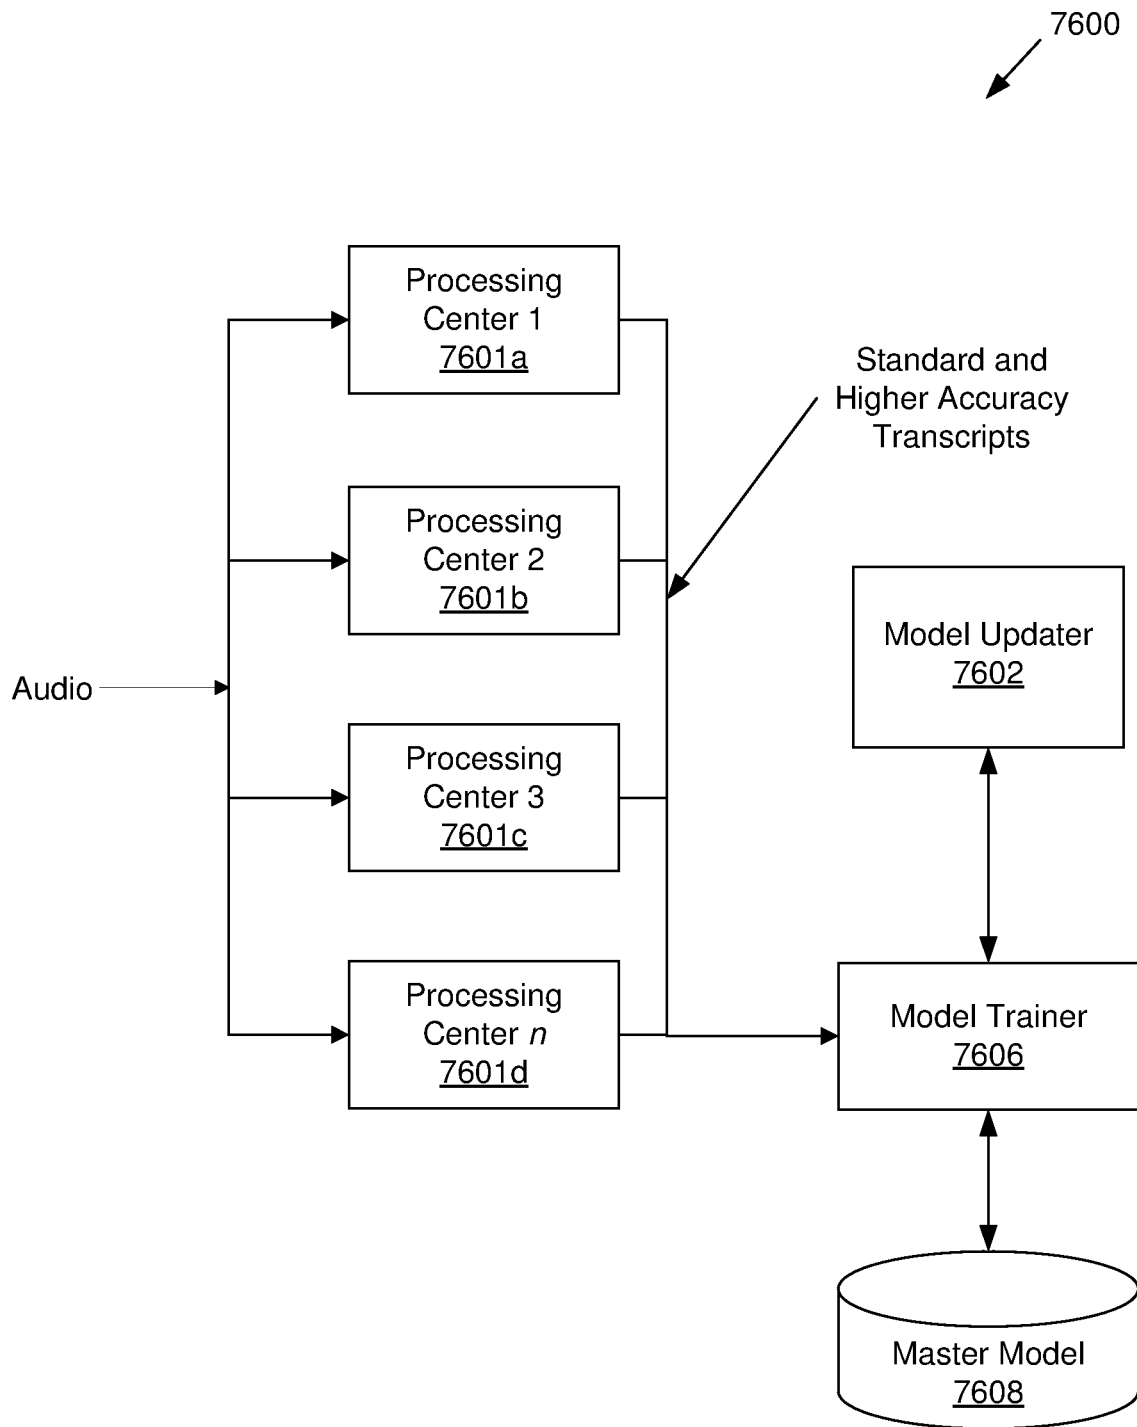 7600
Processing
Center 1
7601a
Standard and
Higher Accuracy
Transcripts
Processing
Center 2
7601b
Model Updater
7602
Audio
Processing
Center 3
7601c
Processing
Center n
7601d
Model Trainer
7606
Master Model
7608